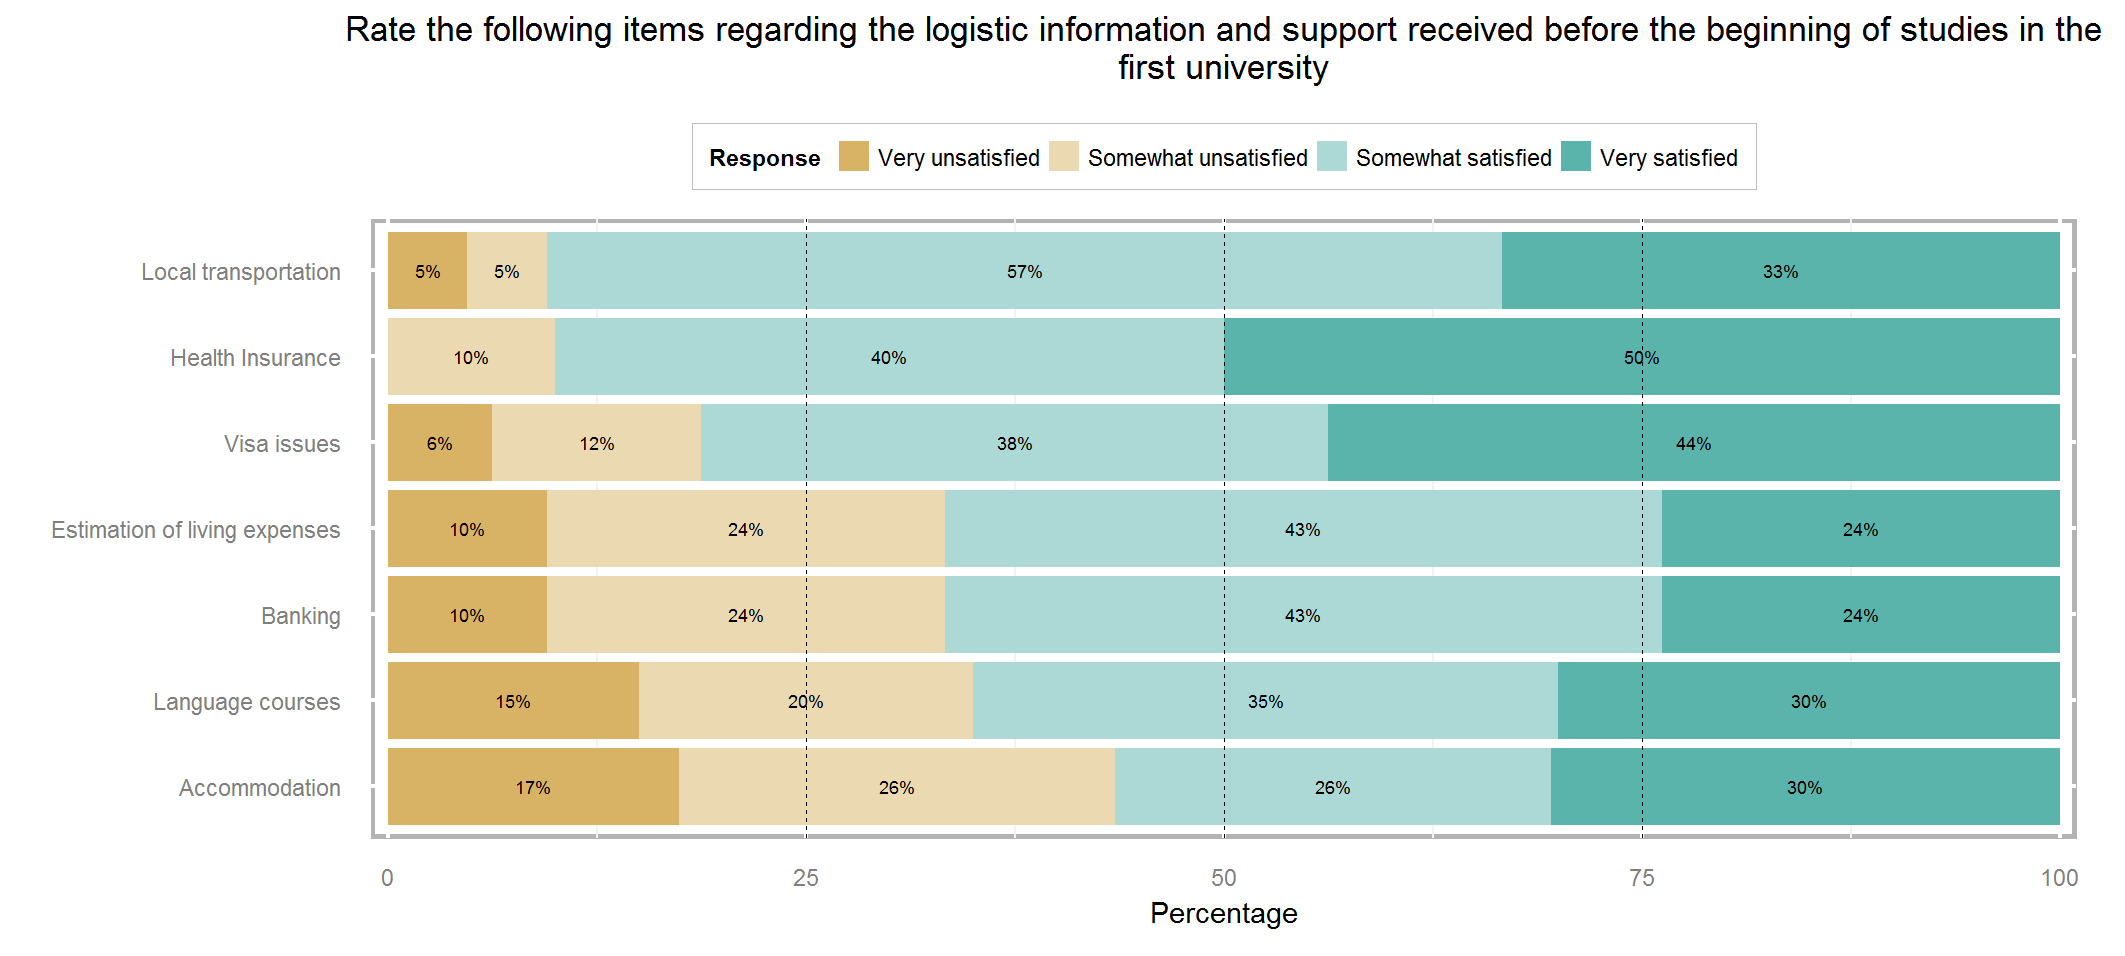 Rate the following items regarding the logistic information and support received before the beginning of studies in the
first university
Response Very unsatisfied Somewhat unsatisfied Somewhat satisfied Very satisfied
Local transportation 5% 5% 57% 33%
Health Insurance 10% 40% 50%
Visa issues 6% 12% 38% 44%
Estimation of living expenses 10% 24% 43% 24%
Banking 10% 24% 43% 24%
Language courses 15% 20% 35% 30%
Accommodation 17% 26% 26% 30%
0 25 50 75 100
Percentage